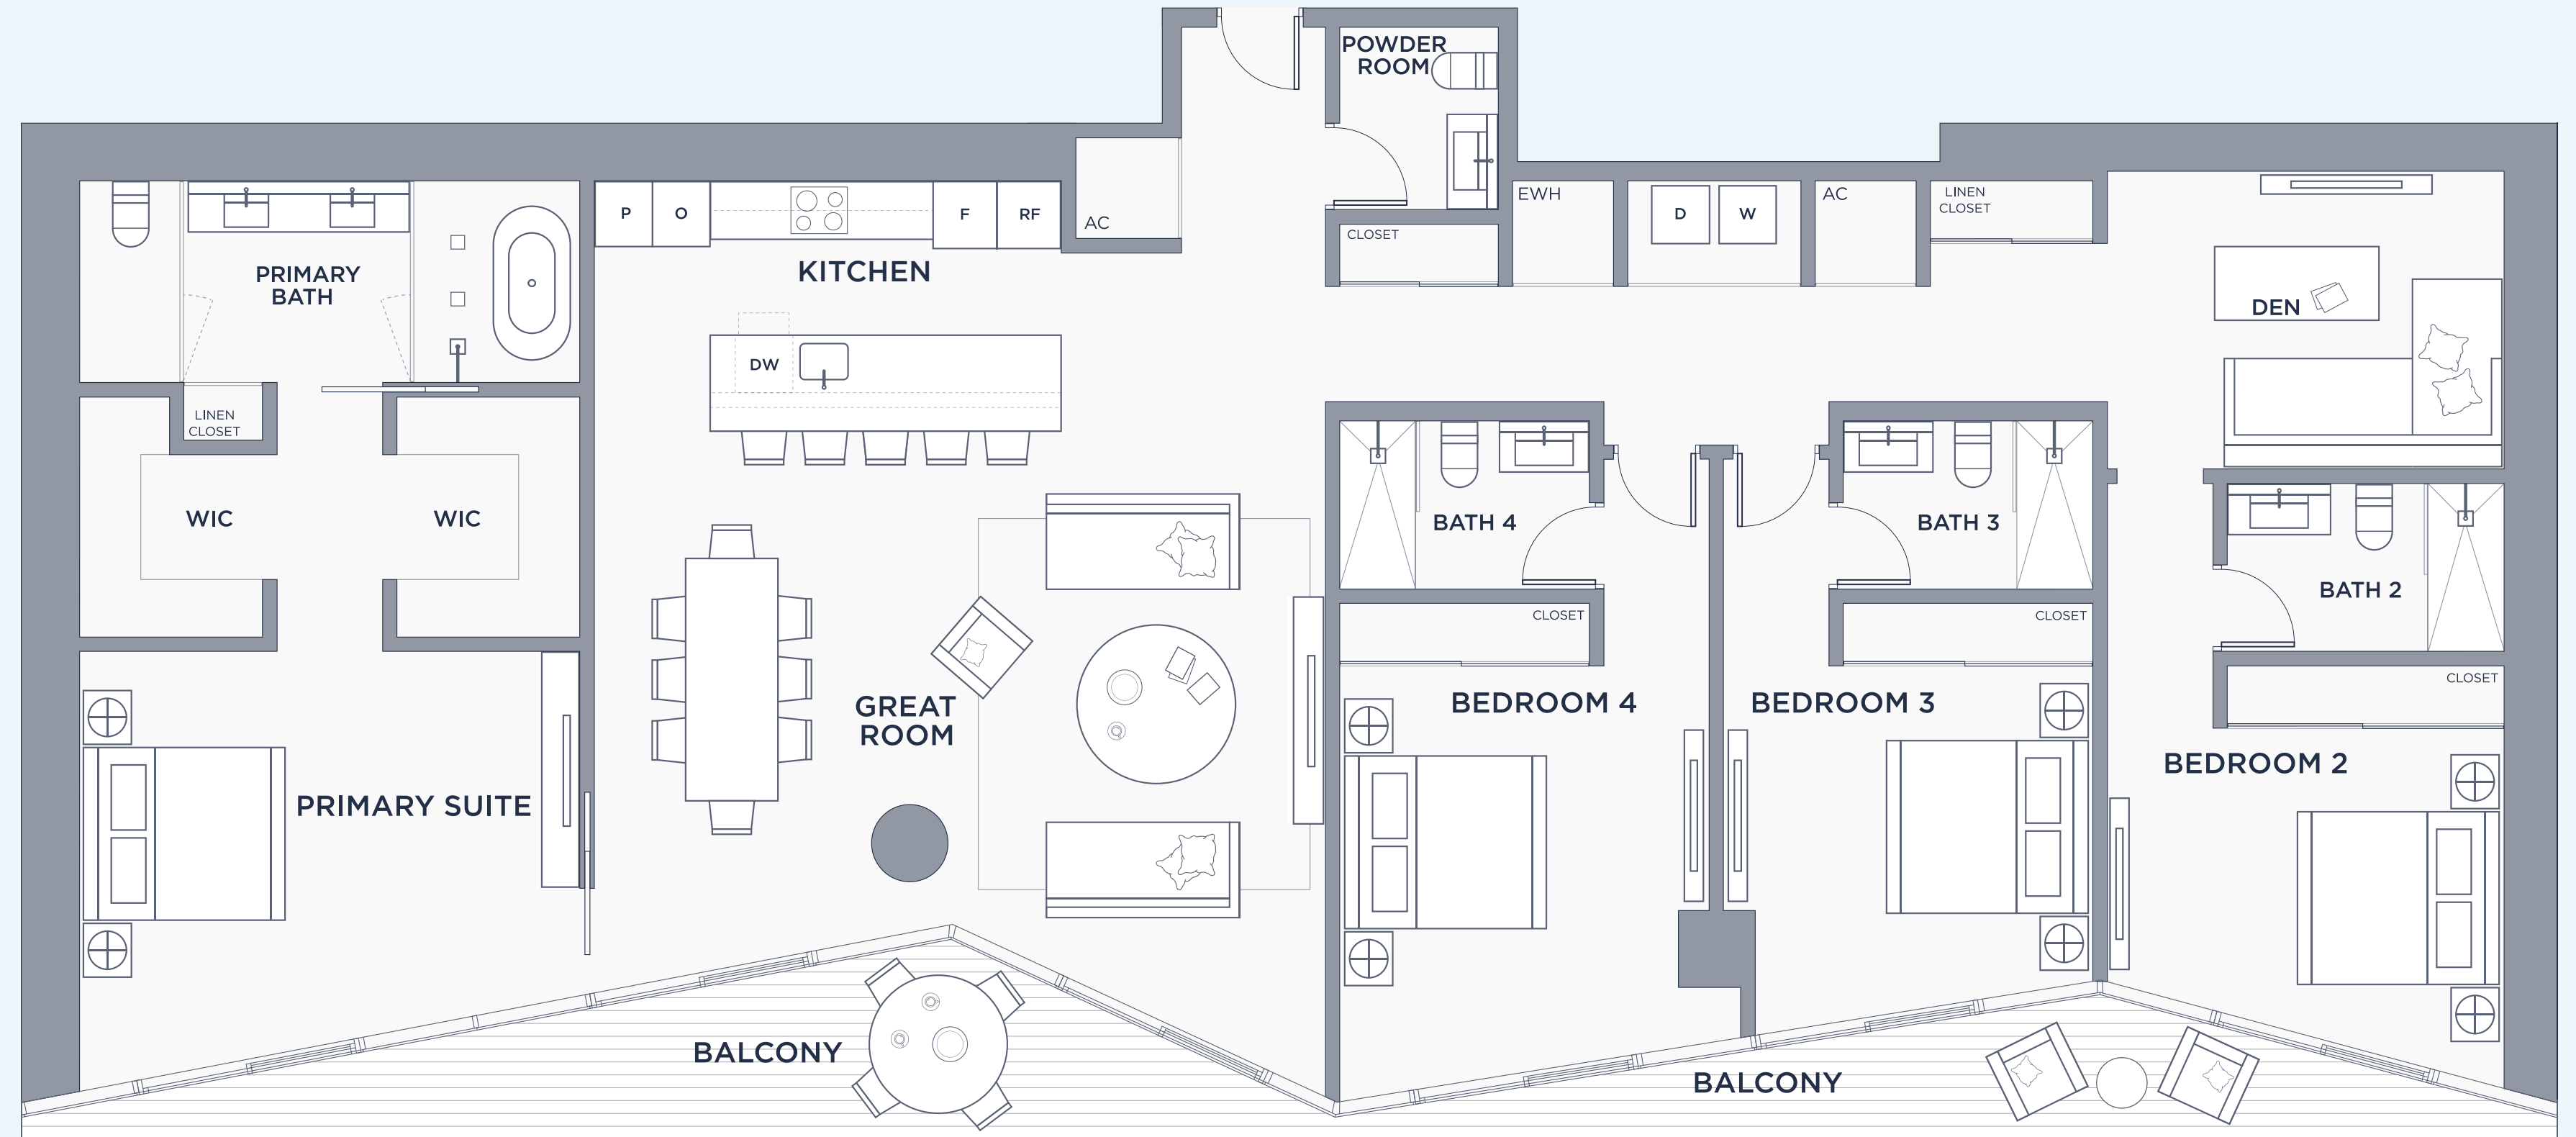 POWDER
ROOM
EWH
D
W
AC
LINEN
CLOSET
P
O
F
RF
AC
CLOSET
PRIMARY
BATH
KITCHEN
DEN
DW
LINEN
CLOSET
WIC
WIC
BATH 4
BATH 3
BATH 2
CLOSET
CLOSET
CLOSET
GREAT
ROOM
BEDROOM 4
BEDROOM 3
BEDROOM 2
PRIMARY SUITE
BALCONY
BALCONY